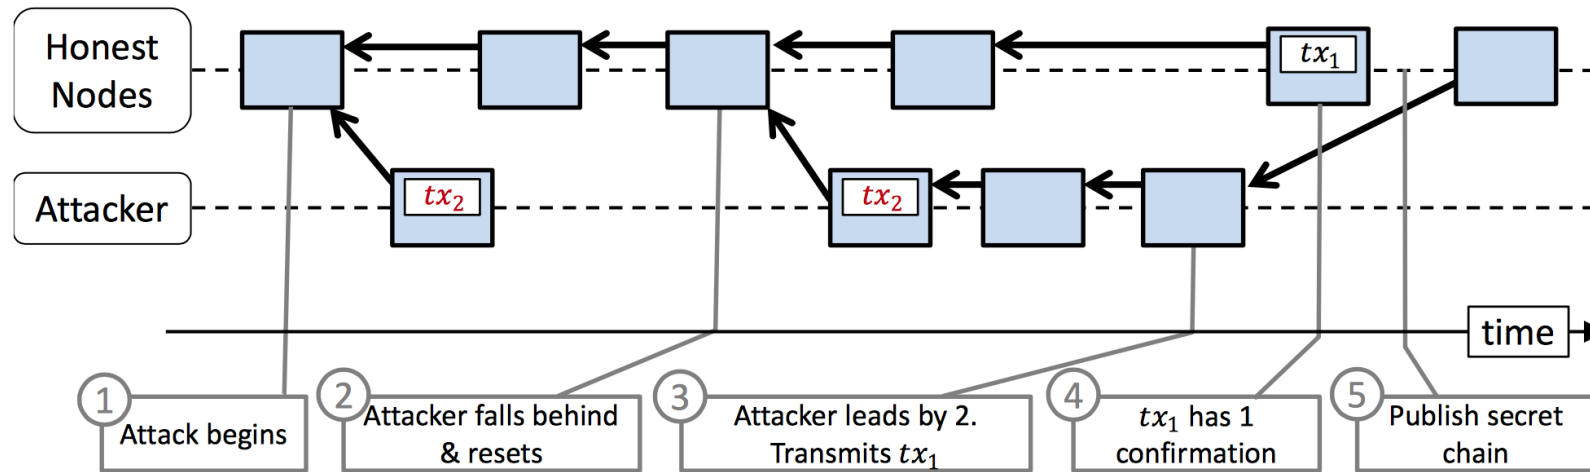 Honest
Nodes
tx₁
tx₂
tx₂
Attacker
time
1
Attack begins
2
Attacker falls behind
& resets
3
Attacker leads by 2.
Transmits tx₁
4
tx₁ has 1
confirmation
5
Publish secret
chain